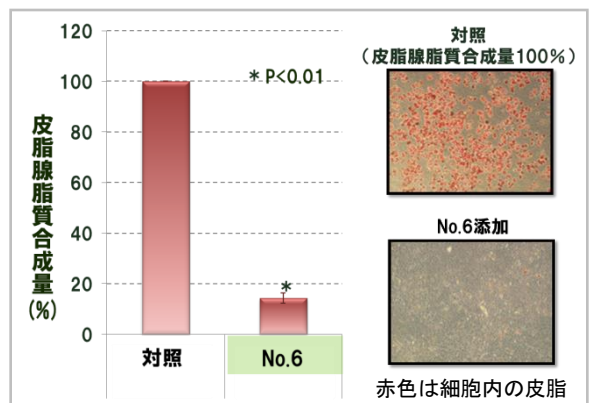 120
100
80
60
40
20
0
皮脂腺脂質合成量
(%)
* P<0.01
*
対照
No.6
対照
(皮脂腺脂質合成量100%)
No.6添加
赤色は細胞内の皮脂